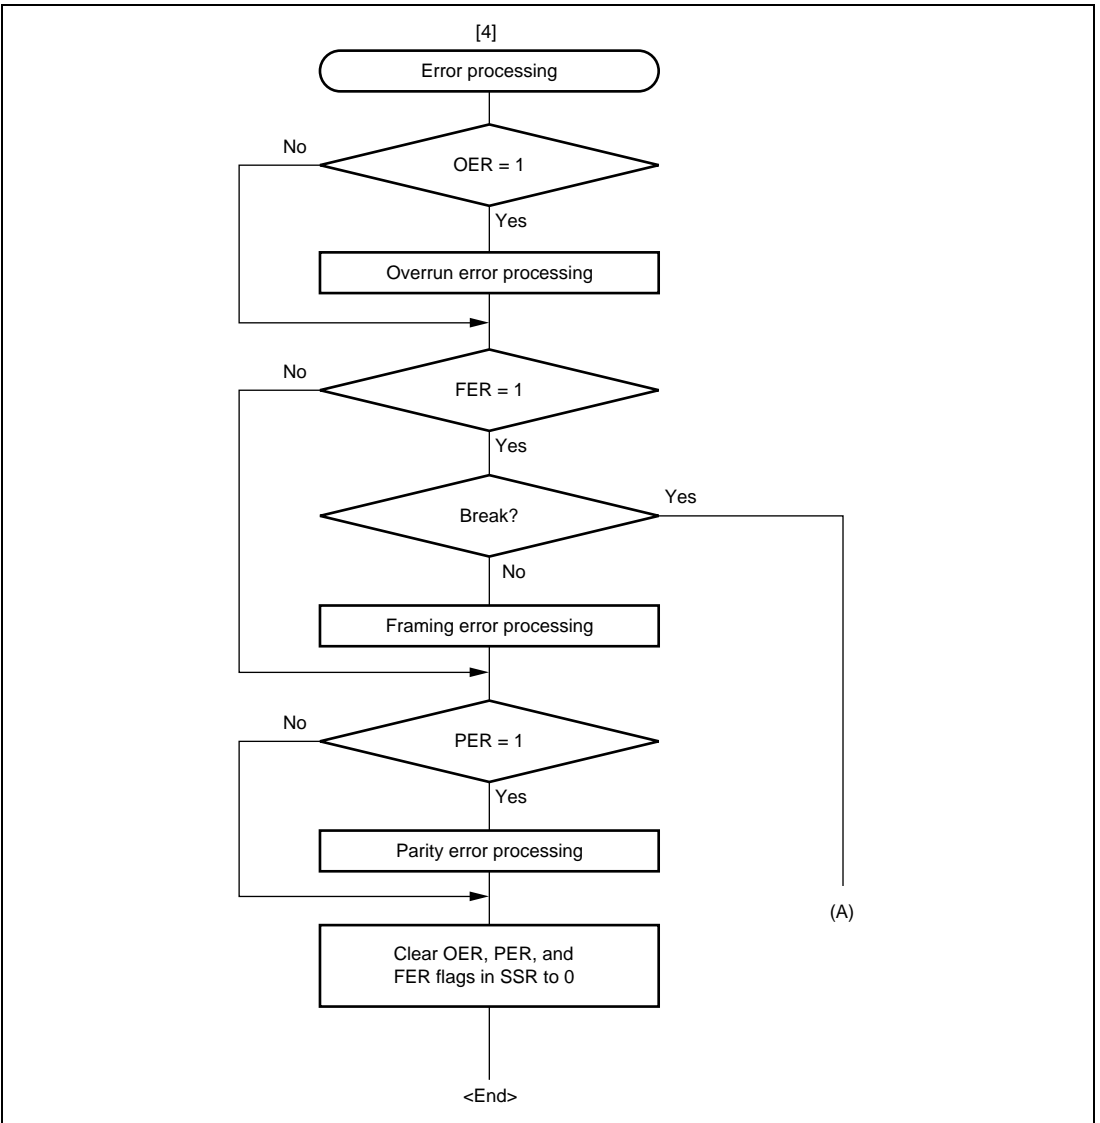 [4]
Error processing
No
OER = 1
Yes
Overrun error processing
No
FER = 1
Yes
Yes
Break?
No
Framing error processing
No
PER = 1
Yes
Parity error processing
(A)
Clear OER, PER, and
FER flags in SSR to 0
<End>